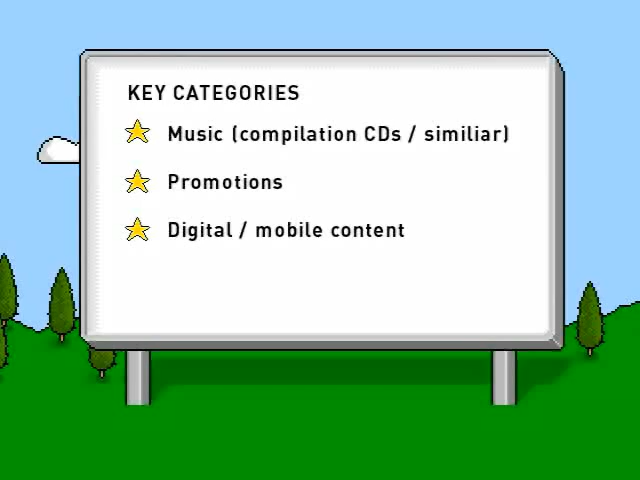 KEY CATEGORIES
Music (compilation CDs / similiar)
Promotions
Digital / mobile content